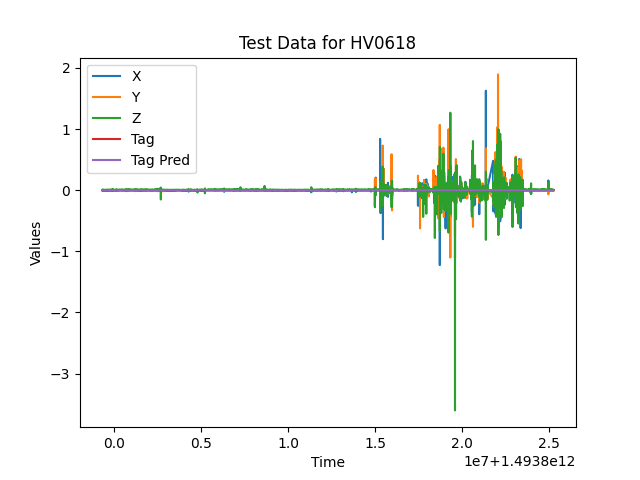 Test Data for HV0618
X
Y
Z
Tag
Tag Pred
2
1
0
−1
−2
−3
Values
0.0 0.5 1.0 1.5 2.0 2.5
1e7+1.4938e12
Time